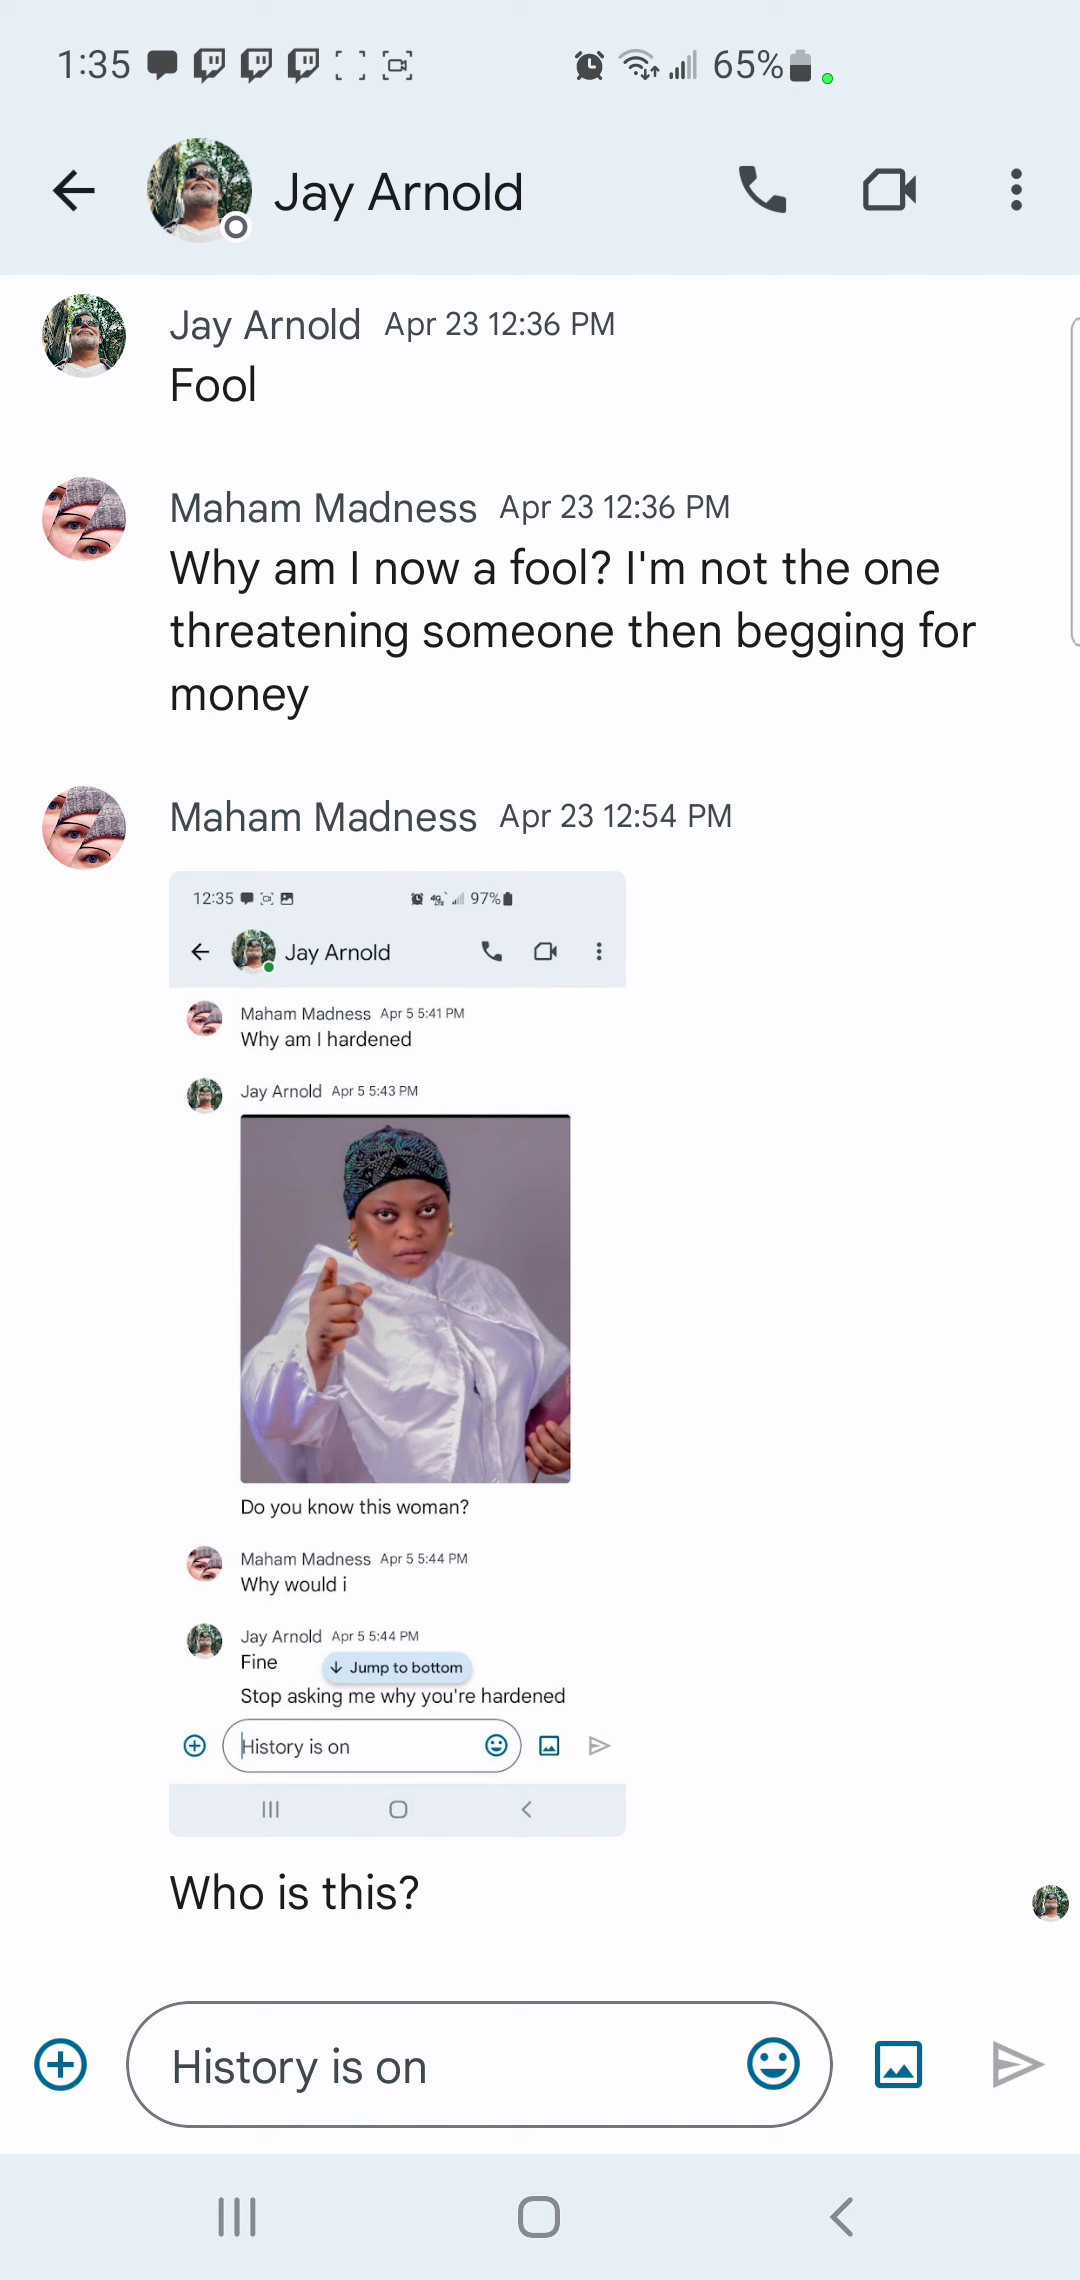 1:35 65%
Jay Arnold
Jay Arnold Apr 23 12:36 PM
Fool
Maham Madness Apr 23 12:36 PM
Why am I now a fool? I'm not the one
threatening someone then begging for
money
Maham Madness Apr 23 12:54 PM
12:35 97%
Jay Arnold
Maham Madness Apr 5 5:41 PM
Why am I hardened
Jay Arnold Apr 5 5:43 PM
Do you know this woman?
Maham Madness Apr 5 5:44 PM
Why would i
Jay Arnold Apr 5 5:44 PM
Fine
Jump to bottom
Stop asking me why you're hardened
History is on
Who is this?
History is on